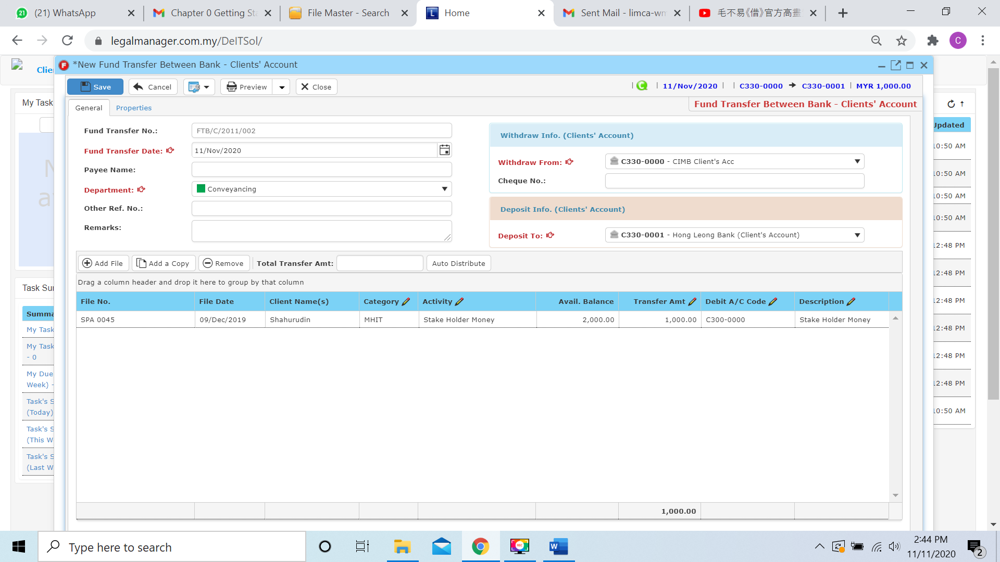 (21) WhatsApp
Chapter 0 Getting Sta
File Master - Search
Home
Sent Mail - limca-wm
毛不易《借》官方高畫
legalmanager.com.my/DeITSol/
C
Clie
*New Fund Transfer Between Bank - Clients' Account
Save
Cancel
Preview
Close
11/Nov/2020 | | C330-0000 → C330-0001 | MYR 1,000.00
My Task
General
Properties
Fund Transfer Between Bank - Clients' Account
Updated
Fund Transfer No.: FTB/C/2011/002
Fund Transfer Date: 11/Nov/2020
Payee Name:
Department: Conveyancing
Other Ref. No.:
Remarks:
Withdraw Info. (Clients' Account)
Withdraw From: C330-0000 - CIMB Client's Acc
Cheque No.:
Deposit Info. (Clients' Account)
Deposit To: C330-0001 - Hong Leong Bank (Client's Account)
Add File
Add a Copy
Remove
Total Transfer Amt:
Auto Distribute
Drag a column header and drop it here to group by that column
File No. File Date Client Name(s) Category Activity Avail. Balance Transfer Amt Debit A/C Code Description
SPA 0045 09/Dec/2019 Shahurudin MHIT Stake Holder Money 2,000.00 1,000.00 C300-0000 Stake Holder Money
1,000.00
Task Su
Summa
My Task
My Task
- 0
My Due
Week) -
Task's S
(Today)
Task's S
(This W
Task's S
(Last W
10:50 AM
10:50 AM
10:50 AM
10:50 AM
12:48 PM
12:48 PM
12:48 PM
12:48 PM
12:48 PM
12:48 PM
10:50 AM
Type here to search
2:44 PM
11/11/2020
2